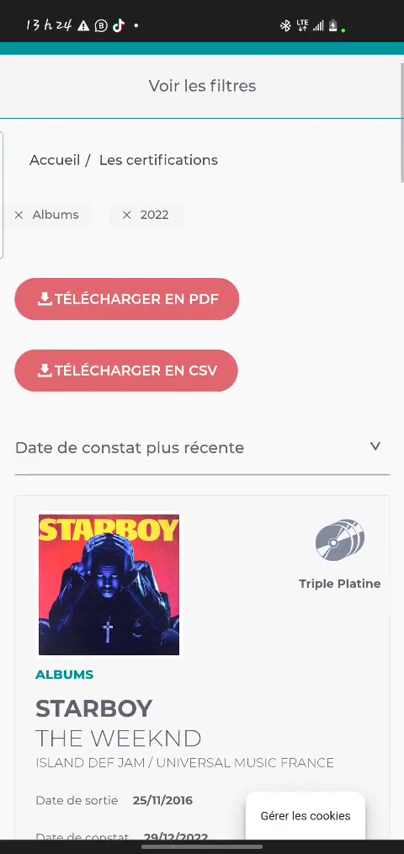 13 h 24
LTE
Voir les filtres
Accueil / Les certifications
× Albums × 2022
TÉLÉCHARGER EN PDF
TÉLÉCHARGER EN CSV
Date de constat plus récente
STARBOY
Triple Platine
ALBUMS
STARBOY
THE WEEKND
ISLAND DEF JAM / UNIVERSAL MUSIC FRANCE
Date de sortie 25/11/2016
Gérer les cookies
Date de constat 29/12/2022